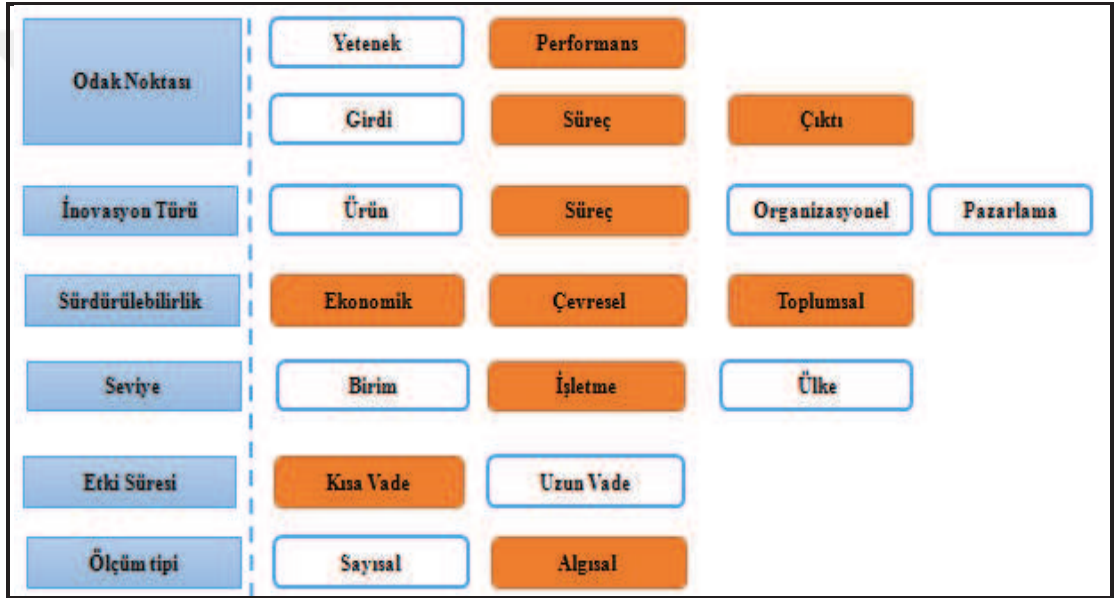 Odak Noktası
Yetenek Performans
Girdi Süreç Çıktı
İnovasyon Türü Ürün Süreç Organizasyonel Pazarlama
Sürdürülebilirlik Ekonomik Çevresel Toplumsal
Seviye Birim İşletme Ülke
Etki Süresi Kısa Vade Uzun Vade
Ölçüm tipi Sayısal Algısal